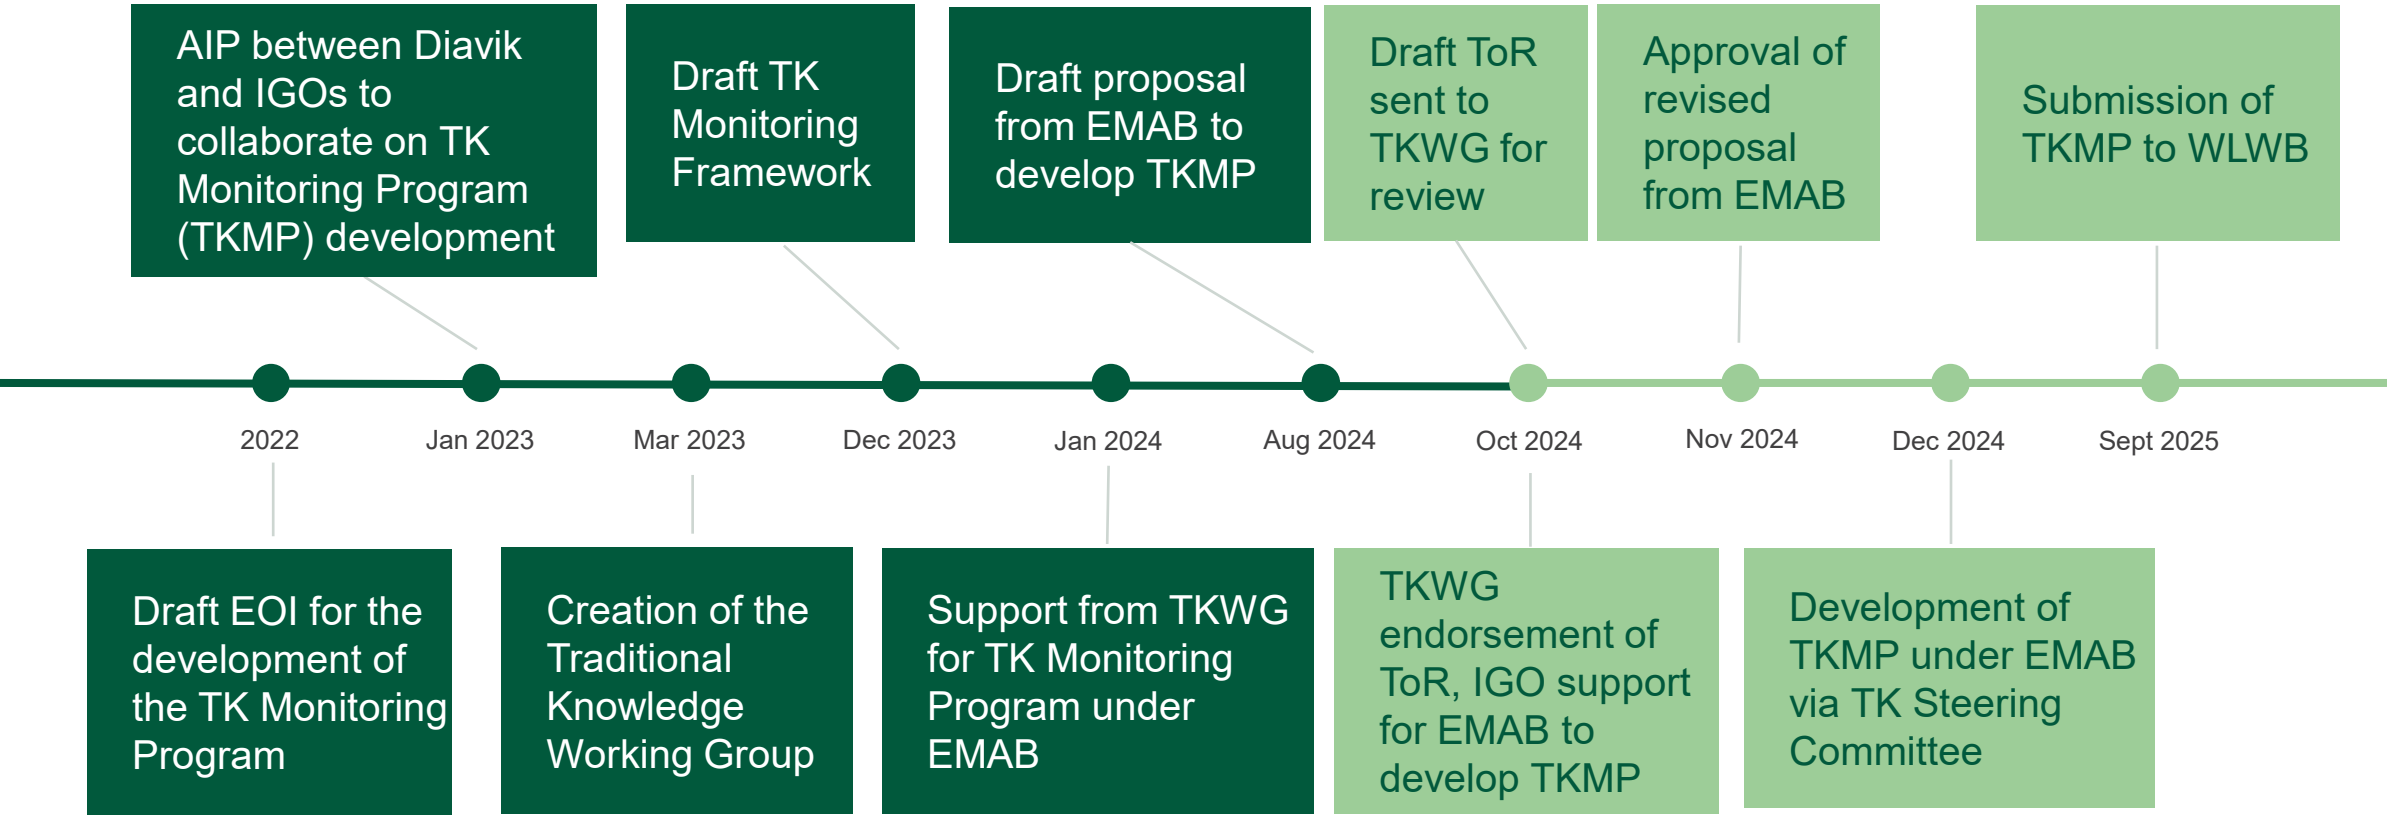 AIP between Diavik
and IGOs to
collaborate on TK
Monitoring Program
(TKMP) development
Draft TK
Monitoring
Framework
Draft proposal
from EMAB to
develop TKMP
Draft ToR
sent to
TKWG for
review
Approval of
revised
proposal
from EMAB
Submission of
TKMP to WLWB
2022
Jan 2023
Mar 2023
Dec 2023
Jan 2024
Aug 2024
Oct 2024
Nov 2024
Dec 2024
Sept 2025
Draft EOI for the
development of
the TK Monitoring
Program
Creation of the
Traditional
Knowledge
Working Group
Support from TKWG
for TK Monitoring
Program under
EMAB
TKWG
endorsement of
ToR, IGO support
for EMAB to
develop TKMP
Development of
TKMP under EMAB
via TK Steering
Committee